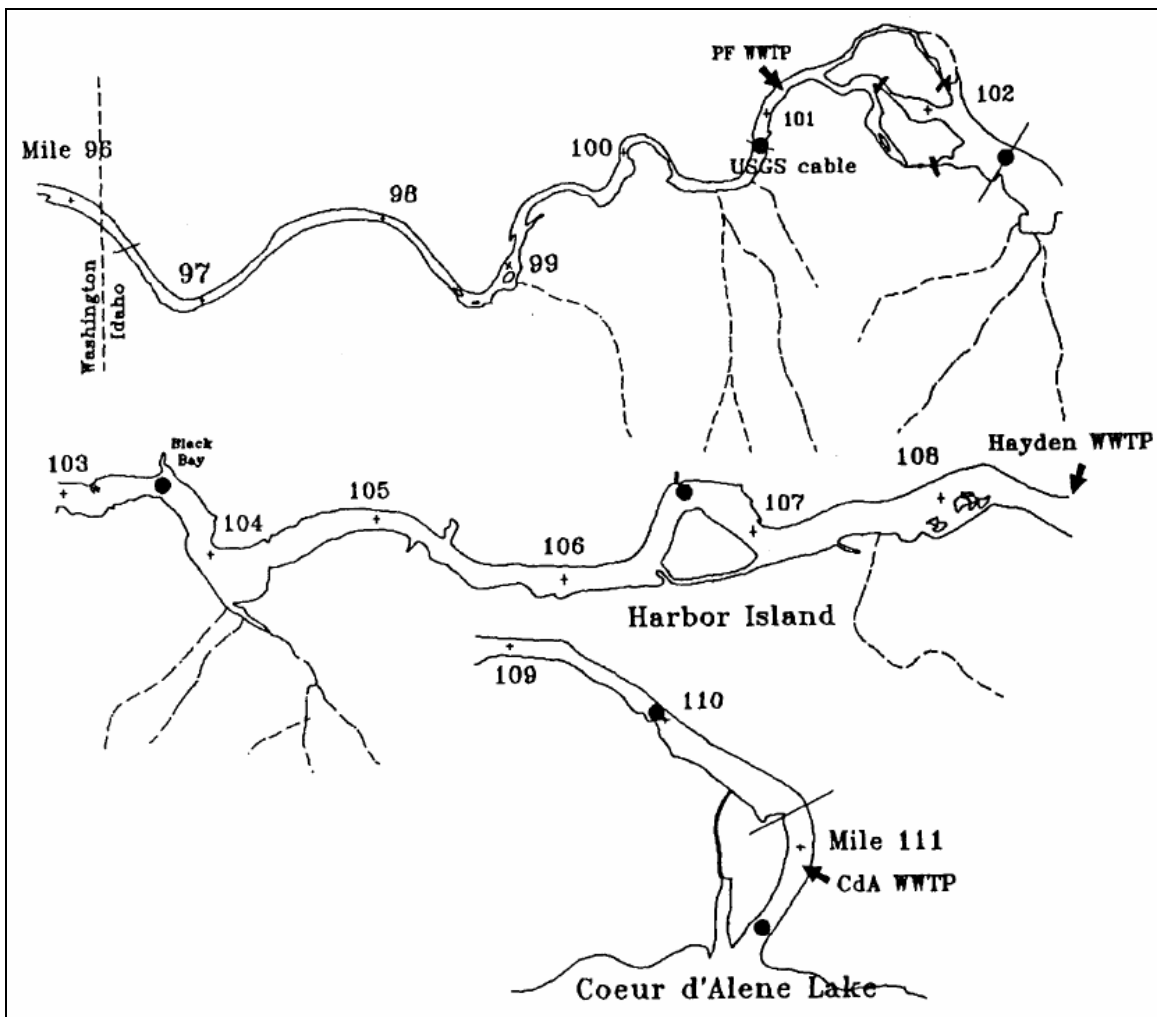 PF WWTP
102
101
100
USGS cable
Mile 96
98
99
97
Washington
Idaho
Black
Bay
103
108
Hayden WWTP
105
107
104
106
Harbor Island
109
110
Mile 111
CdA WWTP
Coeur d'Alene Lake